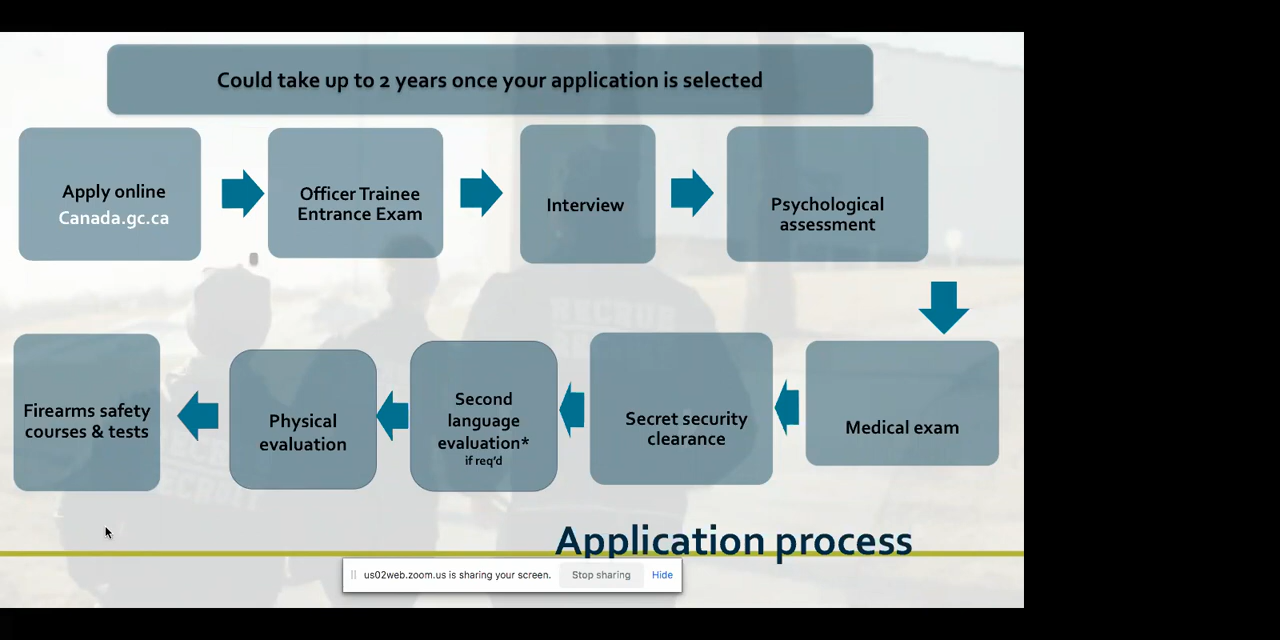 Could take up to 2 years once your application is selected
Apply online
Canada.gc.ca
Officer Trainee
Entrance Exam
Interview
Psychological
assessment
Medical exam
Secret security
clearance
Second
language
evaluation*
if req'd
Physical
evaluation
Firearms safety
courses & tests
Application process
us02web.zoom.us is sharing your screen.
Stop sharing
Hide
RECRUIT